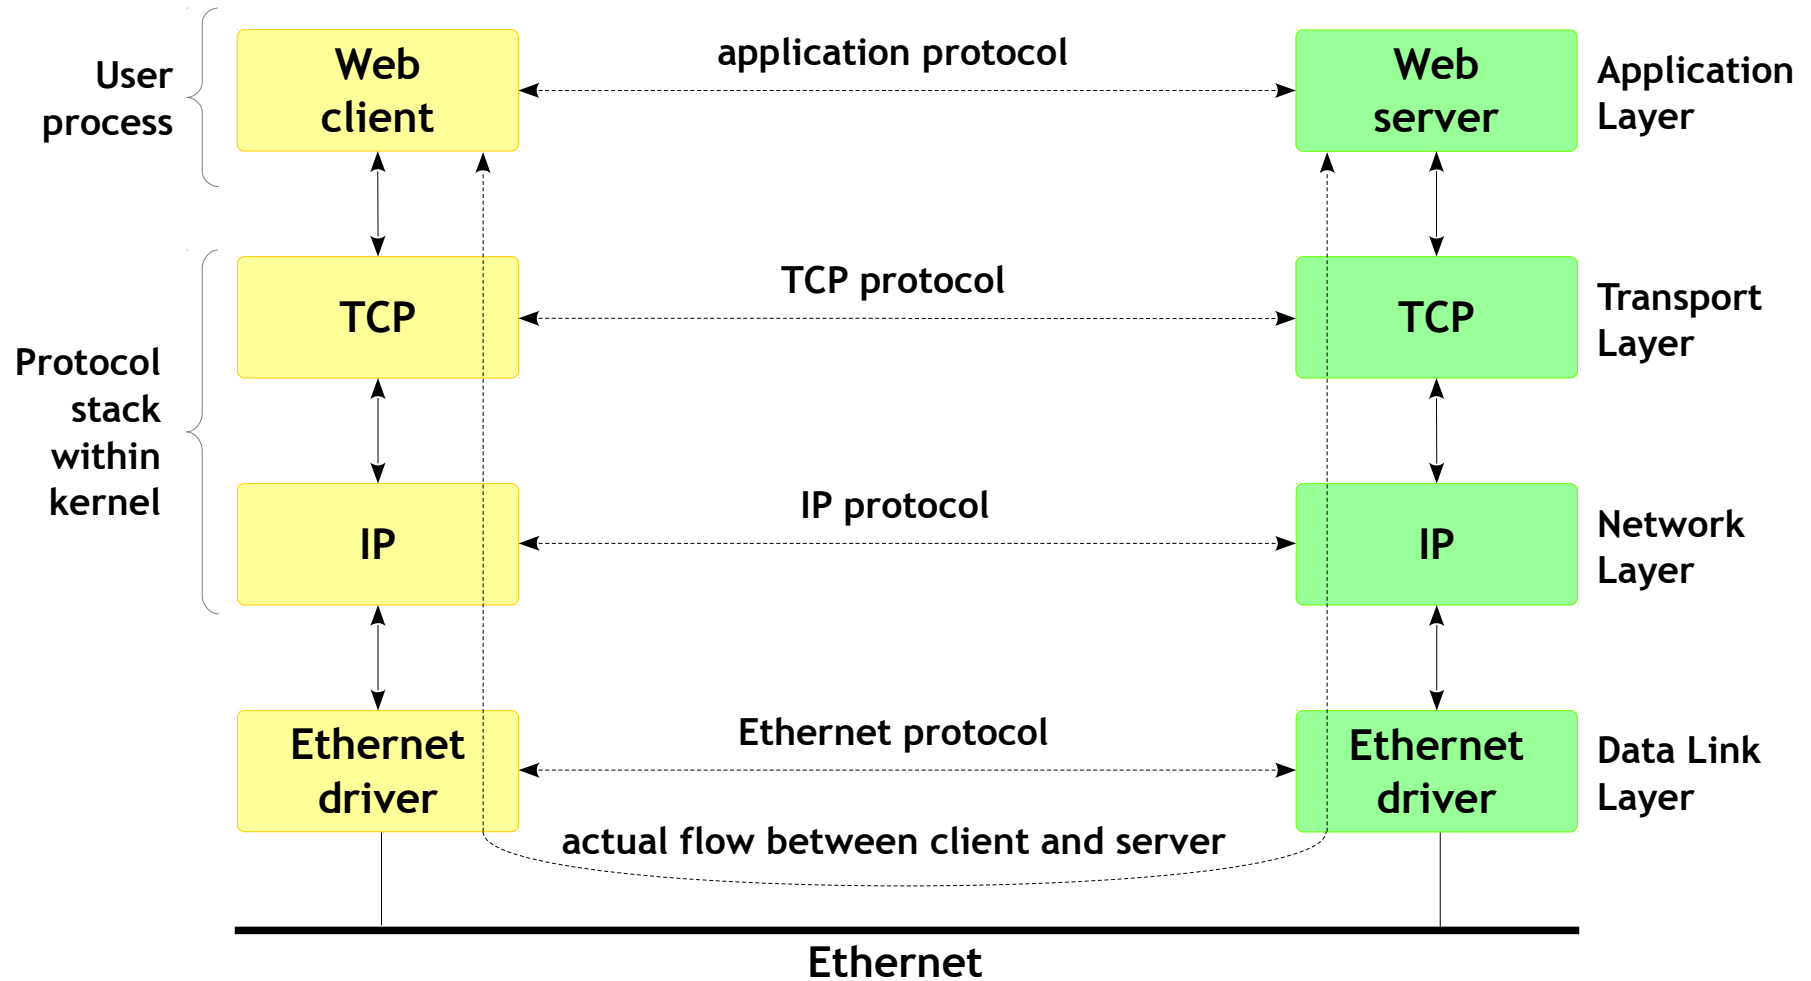 User
process
Web
client
application protocol
Web
server
Application
Layer
Protocol
stack
within
kernel
TCP
TCP protocol
TCP
Transport
Layer
IP
IP protocol
IP
Network
Layer
Ethernet
driver
Ethernet protocol
Ethernet
driver
Data Link
Layer
actual flow between client and server
Ethernet